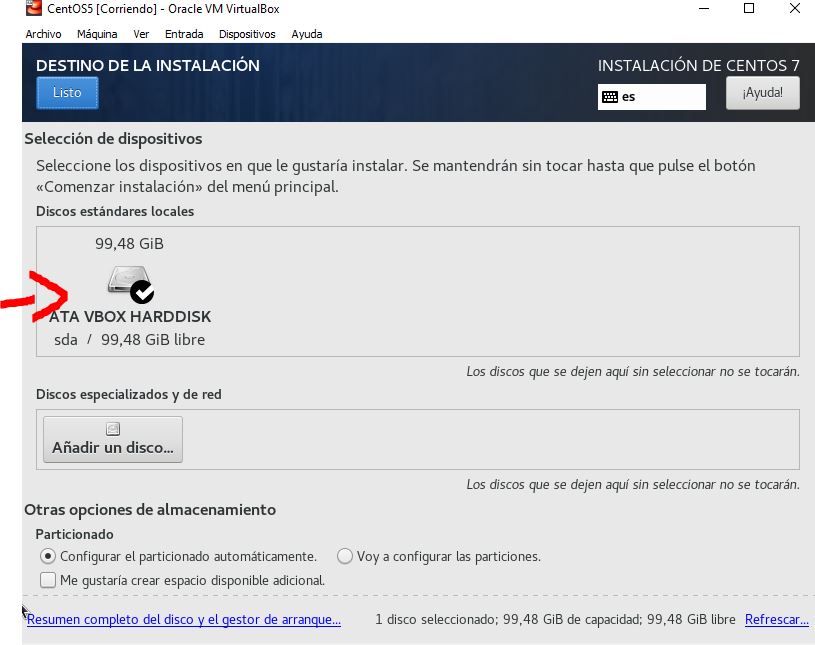 CentOS5 [Corriendo] - Oracle VM VirtualBox
Archivo Máquina Ver Entrada Dispositivos Ayuda
DESTINO DE LA INSTALACIÓN
INSTALACIÓN DE CENTOS 7
Listo
es
¡Ayuda!
Selección de dispositivos
Seleccione los dispositivos en que le gustaría instalar. Se mantendrán sin tocar hasta que pulse el botón
«Comenzar instalación» del menú principal.
Discos estándares locales
99,48 GiB
ATA VBOX HARDDISK
sda / 99,48 GiB libre
Los discos que se dejen aquí sin seleccionar no se tocarán.
Discos especializados y de red
Añadir un disco...
Los discos que se dejen aquí sin seleccionar no se tocarán.
Otras opciones de almacenamiento
Particionado
Configurar el particionado automáticamente. Voy a configurar las particiones.
Me gustaría crear espacio disponible adicional.
Resumen completo del disco y el gestor de arranque... 1 disco seleccionado; 99,48 GiB de capacidad; 99,48 GiB libre Refrescar...